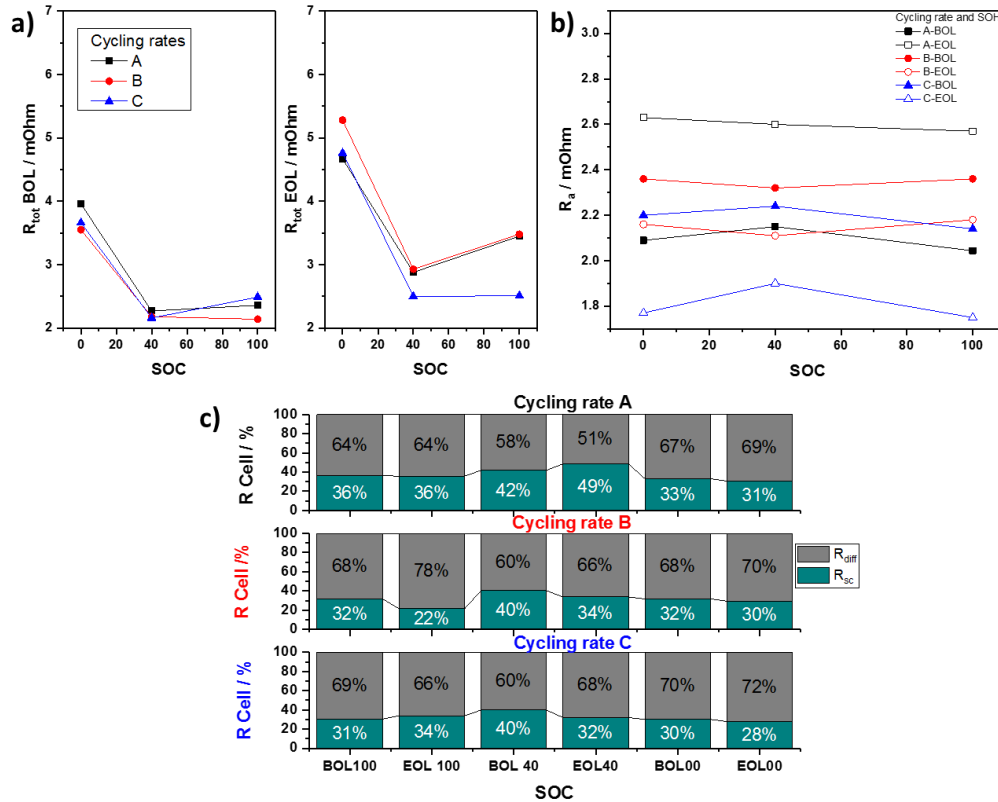 a)
Cycling rates
A
B
C
R_tot BOL / mOhm
7
6
5
4
3
2
0 20 40 60 80 100
SOC
R_tot EOL / mOhm
7
6
5
4
3
2
0 20 40 60 80 100
SOC
b)
Cycling rate and SOH
A-BOL
A-EOL
B-BOL
B-EOL
C-BOL
C-EOL
R_a / mOhm
3.0
2.8
2.6
2.4
2.2
2.0
1.8
0 20 40 60 80 100
SOC
c)
Cycling rate A
R Cell / %
100
80
60
40
20
0
64% 64% 58% 51% 67% 69%
36% 36% 42% 49% 33% 31%
Cycling rate B
R Cell /%
100
80
60
40
20
0
68% 78% 60% 66% 68% 70%
32% 22% 40% 34% 32% 30%
R_diff
R_sc
Cycling rate C
R Cell / %
100
80
60
40
20
0
69% 66% 60% 68% 70% 72%
31% 34% 40% 32% 30% 28%
BOL100 EOL 100 BOL 40 EOL40 BOL00 EOL00
SOC